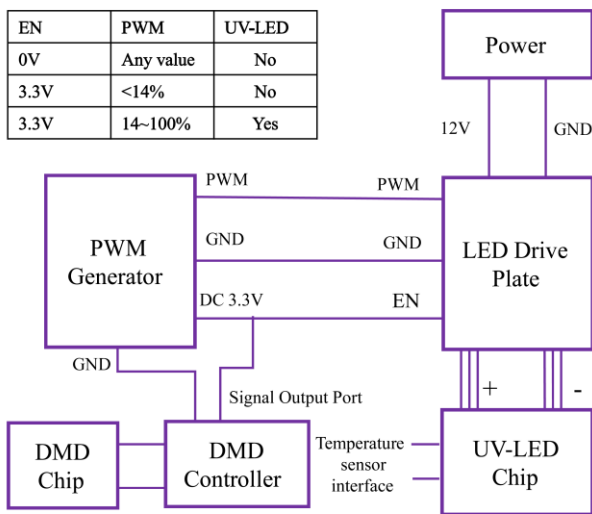 EN PWM UV-LED
0V Any value No
3.3V <14% No
3.3V 14~100% Yes
Power
12V GND
PWM PWM
PWM
Generator
GND GND
LED Drive
Plate
DC 3.3V EN
GND
Signal Output Port
+ -
DMD
Chip
DMD
Controller
Temperature
sensor
interface
UV-LED
Chip